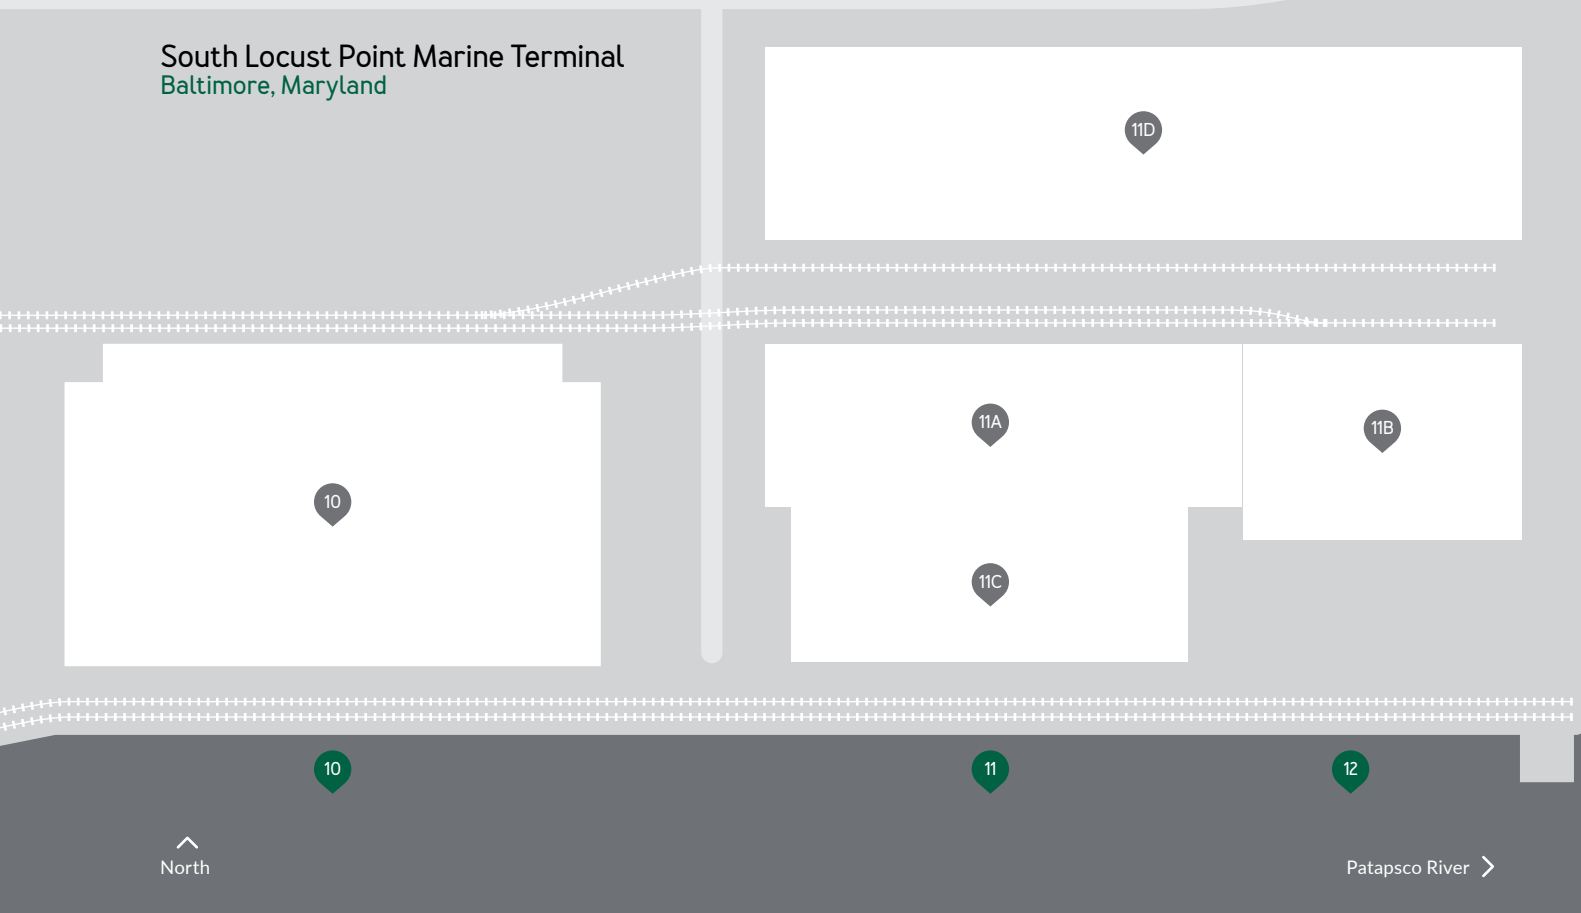 South Locust Point Marine Terminal
Baltimore, Maryland
11D
11A
11B
10
11C
10
11
12
North
Patapsco River